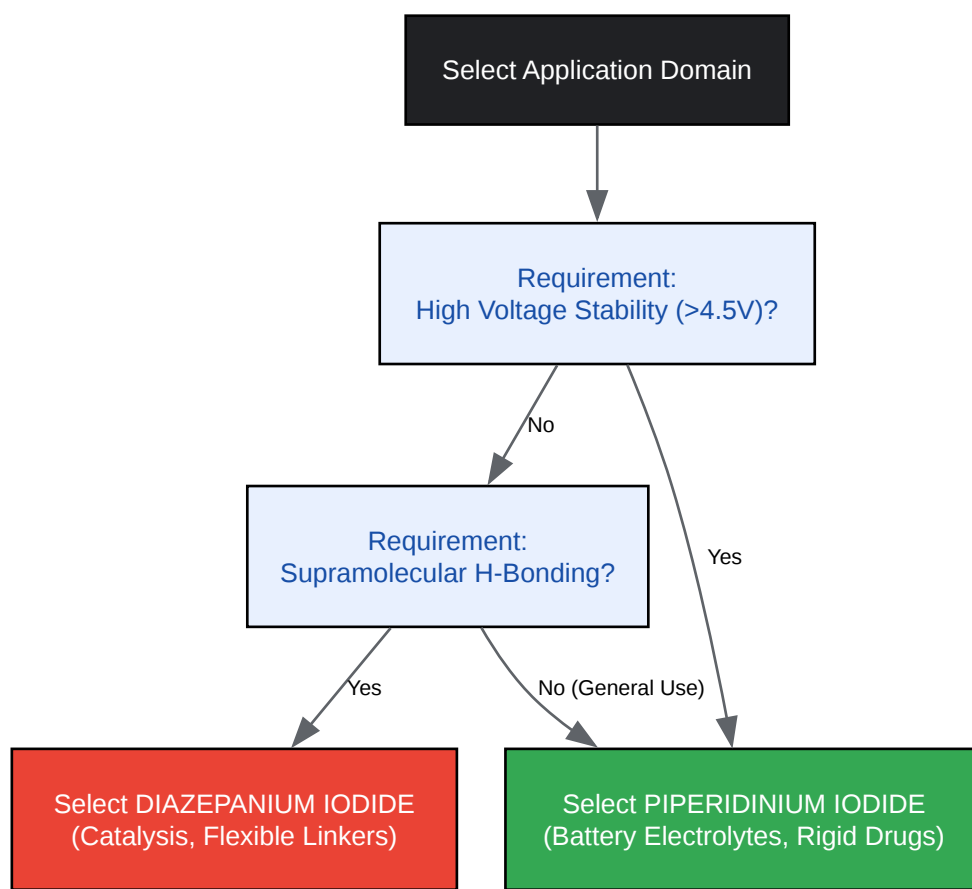 Select Application Domain
Requirement:
High Voltage Stability (>4.5V)?
No
Requirement:
Supramolecular H-Bonding?
Yes
Yes
No (General Use)
Select DIAZEPANIUM IODIDE
(Catalysis, Flexible Linkers)
Select PIPERIDINIUM IODIDE
(Battery Electrolytes, Rigid Drugs)